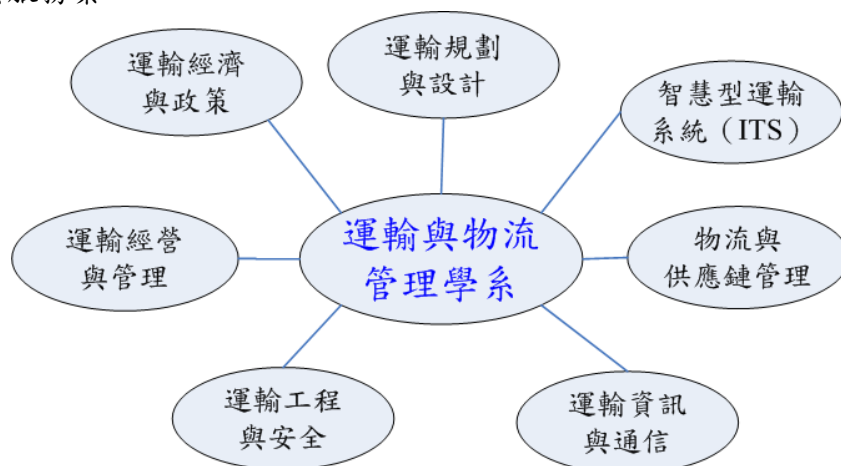 運輸規劃
與設計
運輸經濟
與政策
智慧型運輸
系統（ITS）
運輸與物流
管理學系
運輸經營
與管理
物流與
供應鏈管理
運輸工程
與安全
運輸資訊
與通信